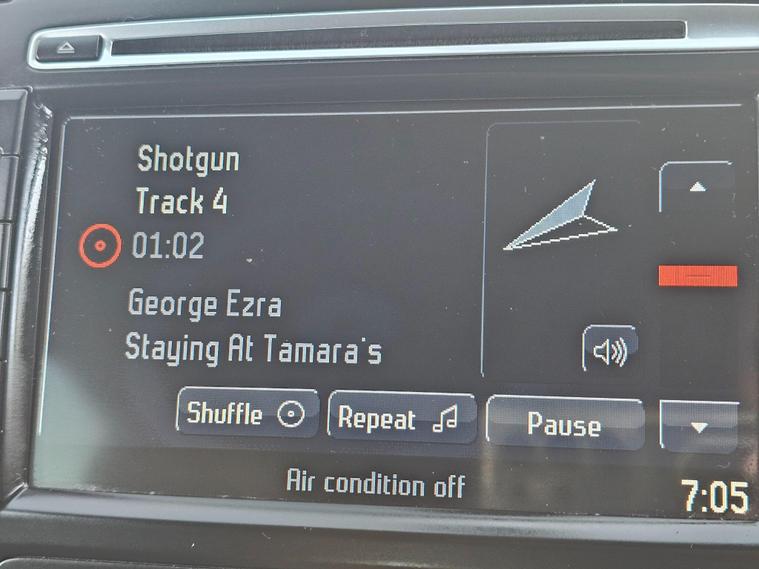 Shotgun
Track 4
01:02
George Ezra
Staying At Tamara's
Shuffle
Repeat
Pause
Air condition off
7:05